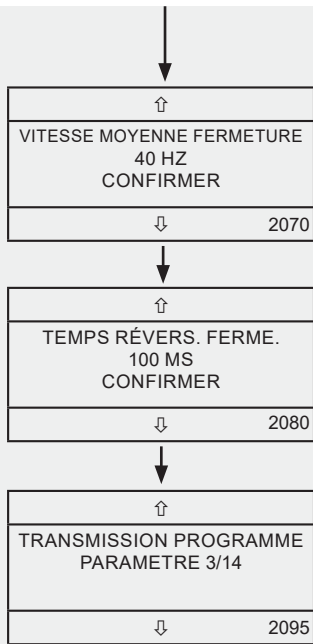 ⇧
VITESSE MOYENNE FERMETURE
40 HZ
CONFIRMER
⇩ 2070
⇧
TEMPS RÉVERS. FERME.
100 MS
CONFIRMER
⇩ 2080
⇧
TRANSMISSION PROGRAMME
PARAMETRE 3/14
⇩ 2095